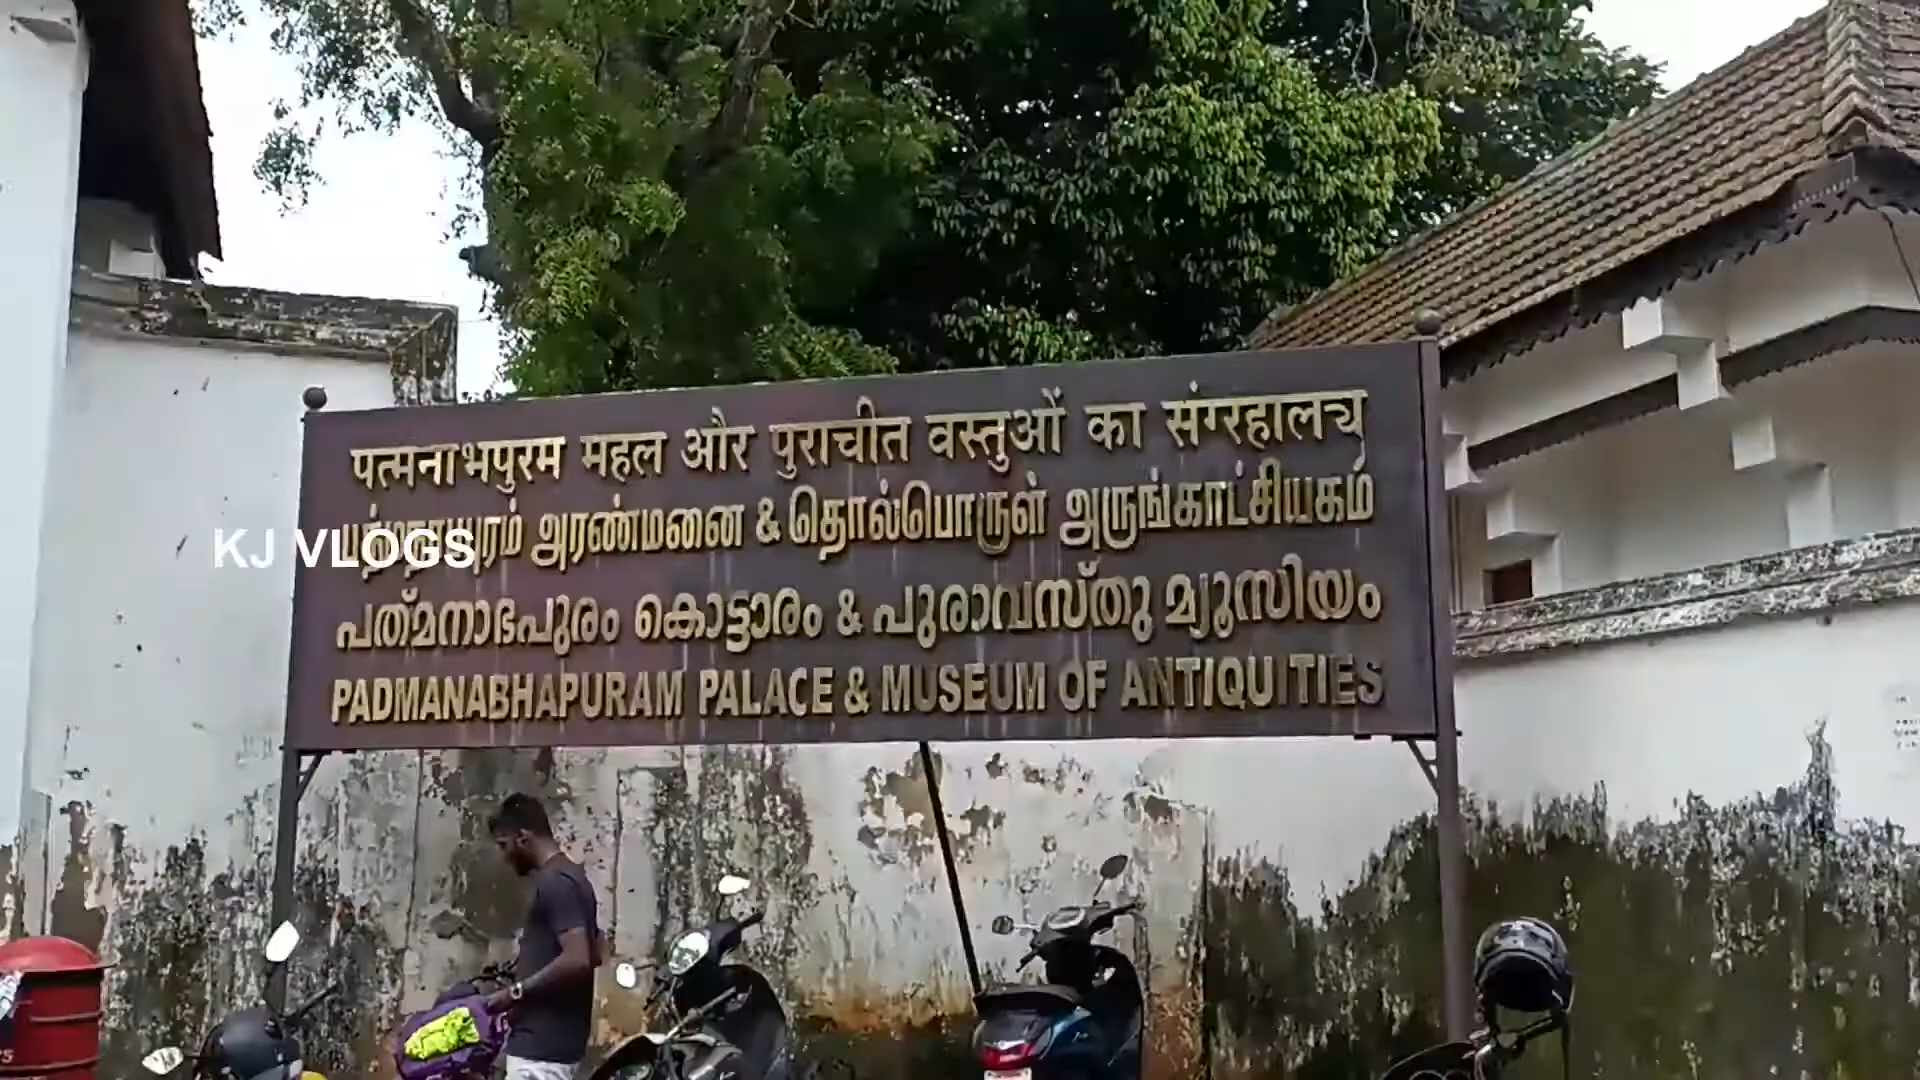 पत्मनाभपुरम महल और पुराचीत वस्तुओं का संग्रहालय
அரண்மனை & தொல்பொருள் அருங்காட்சியகம்
KJ VLOGS
പത്മനാഭപുരം കൊട്ടാരം & പുരാവസ്തു മ്യൂസിയം
PADMANABHAPURAM PALACE & MUSEUM OF ANTIQUITIES